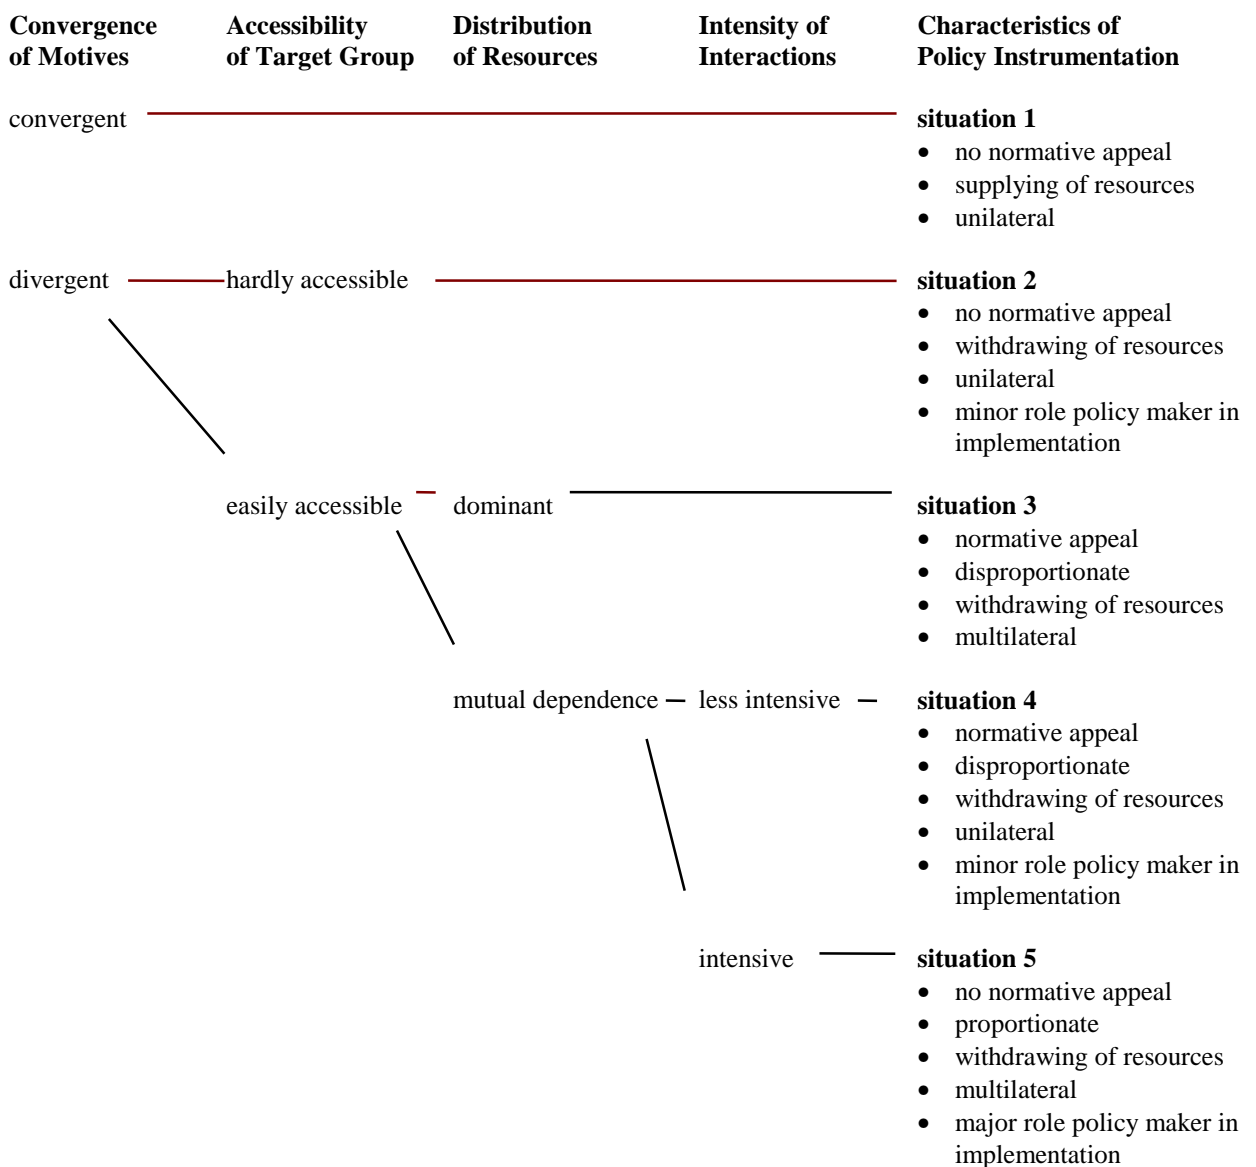 Convergence of Motives
Accessibility of Target Group
Distribution of Resources
Intensity of Interactions
Characteristics of Policy Instrumentation
convergent
situation 1
• no normative appeal
• supplying of resources
• unilateral
divergent
hardly accessible
situation 2
• no normative appeal
• withdrawing of resources
• unilateral
• minor role policy maker in
implementation
easily accessible
dominant
situation 3
• normative appeal
• disproportionate
• withdrawing of resources
• multilateral
mutual dependence
less intensive
situation 4
• normative appeal
• disproportionate
• withdrawing of resources
• unilateral
• minor role policy maker in
implementation
intensive
situation 5
• no normative appeal
• proportionate
• withdrawing of resources
• multilateral
• major role policy maker in
implementation